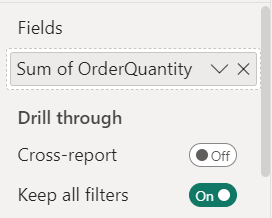 Fields
Sum of OrderQuantity
Drill through
Cross-report Off
Keep all filters On